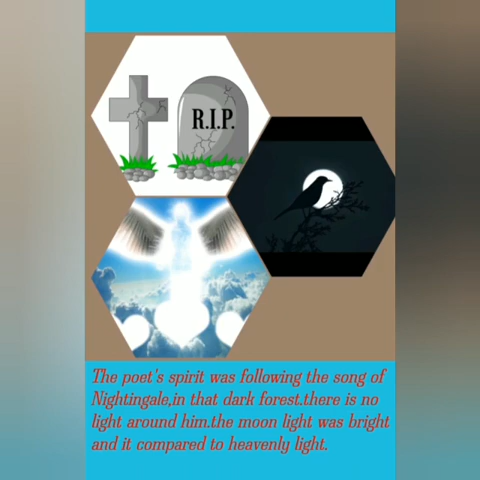 R.I.P.
The poet's spirit was following the song of
Nightingale,in that dark forest.there is no
light around him.the moon light was bright
and it compared to heavenly light.